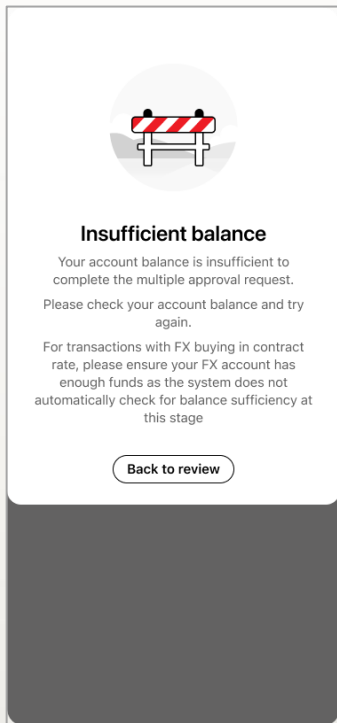 Insufficient balance
Your account balance is insufficient to
complete the multiple approval request.
Please check your account balance and try
again.
For transactions with FX buying in contract
rate, please ensure your FX account has
enough funds as the system does not
automatically check for balance sufficiency at
this stage
Back to review